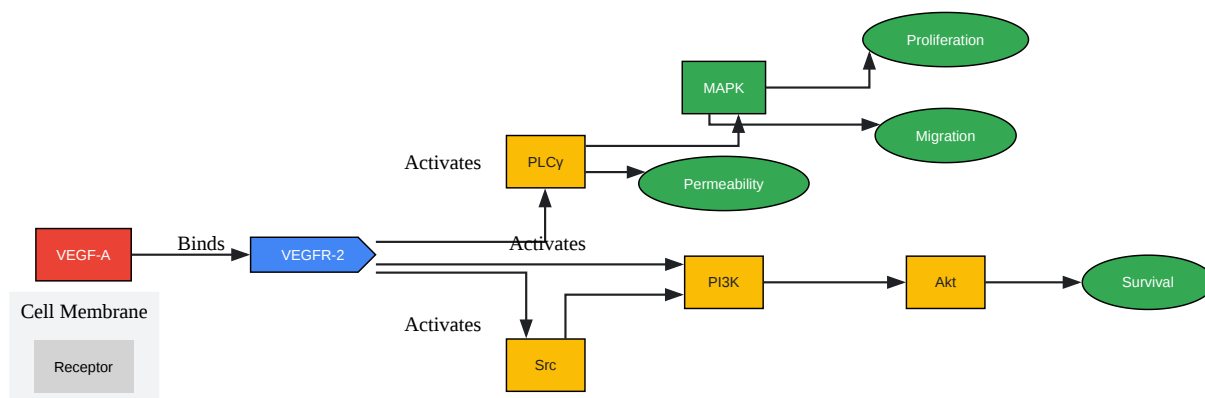 Proliferation
MAPK
Migration
Activates
PLCγ
Permeability
VEGF-A
Binds
VEGFR-2
Activates
PI3K
Akt
Survival
Cell Membrane
Activates
Receptor
Src